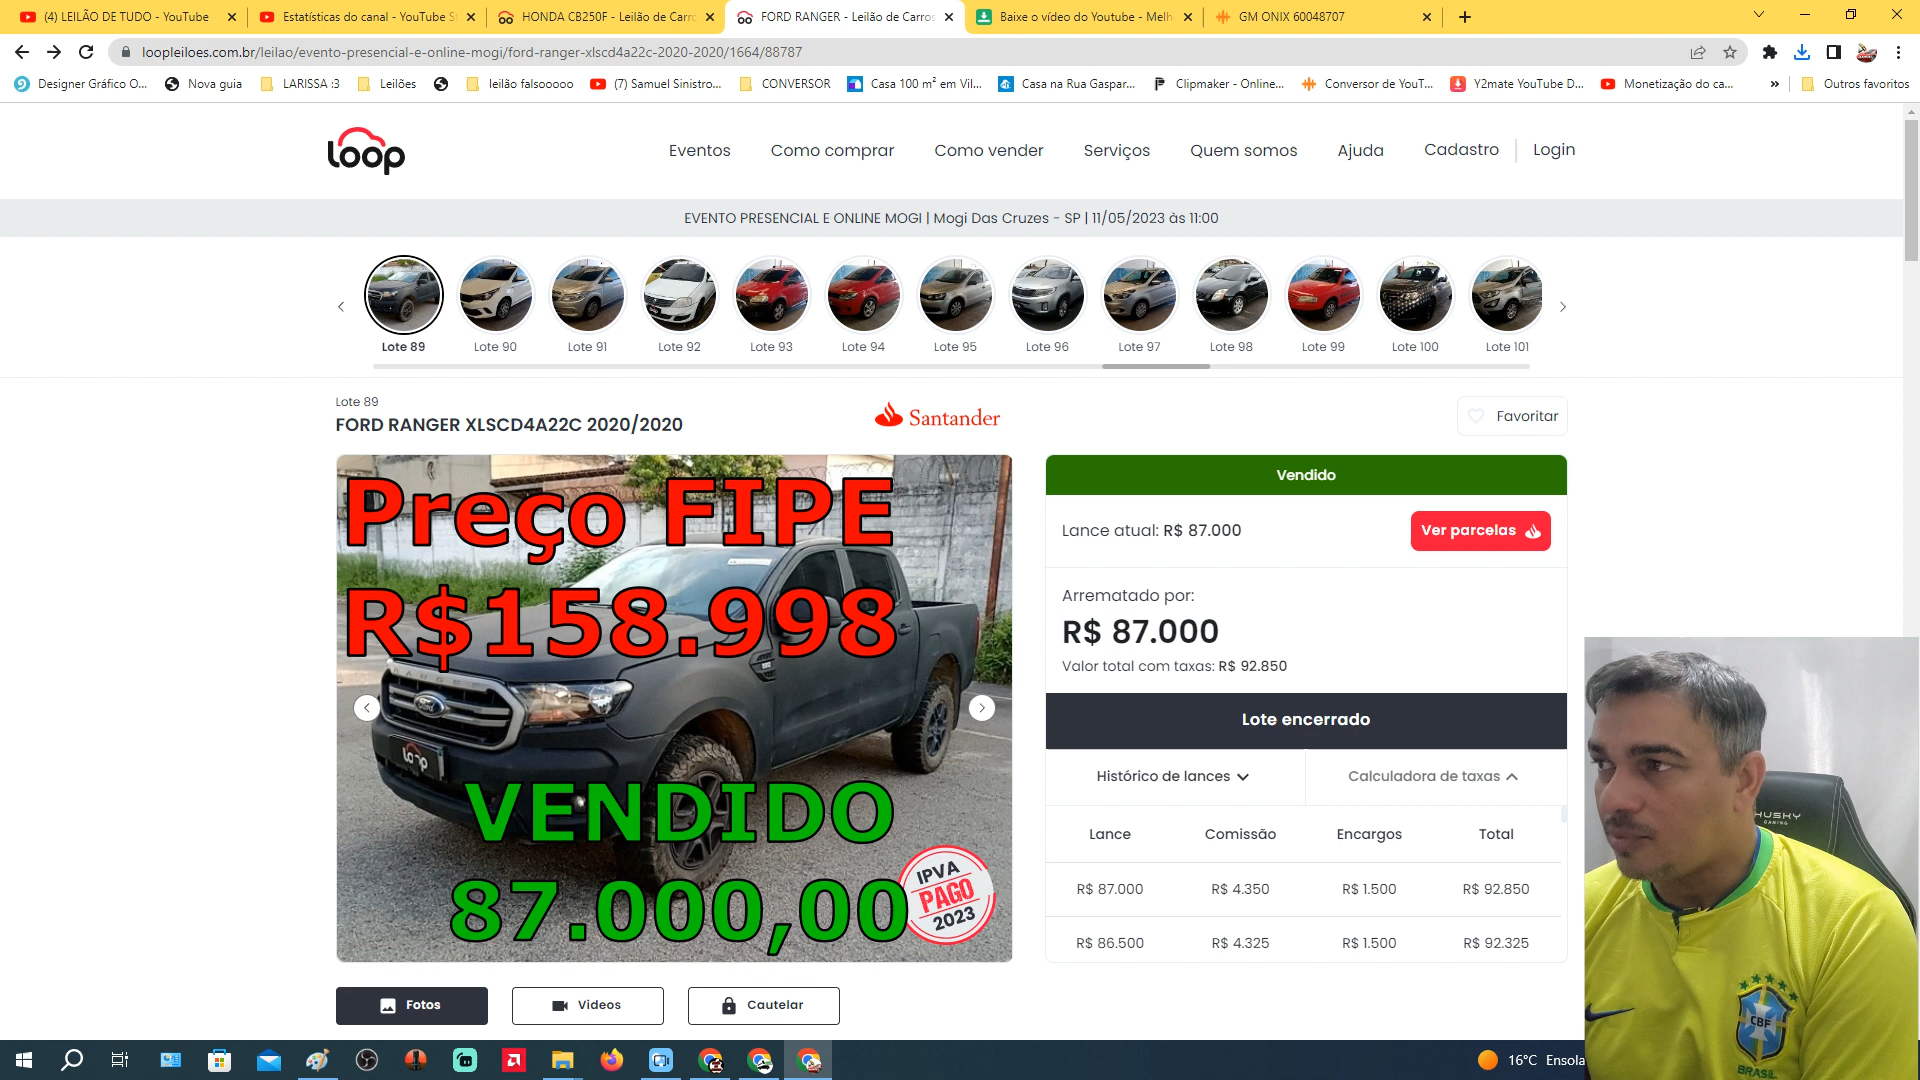 (4) LEILÃO DE TUDO - YouTube
Estatísticas do canal - YouTube S
HONDA CB250F - Leilão de Carro
FORD RANGER - Leilão de Carros
Baixe o vídeo do Youtube - Melh
GM ONIX 60048707
loopleiloes.com.br/leilao/evento-presencial-e-online-mogi/ford-ranger-xlscd4a22c-2020-2020/1664/88787
Designer Gráfico O...
Nova guia
LARISSA :3
Leilões
leilão falsooooo
(7) Samuel Sinistro...
CONVERSOR
Casa 100 m² em Vil...
Casa na Rua Gaspar...
Clipmaker - Online...
Conversor de YouT...
Y2mate YouTube D...
Monetização do ca...
»
Outros favoritos
loop
Eventos
Como comprar
Como vender
Serviços
Quem somos
Ajuda
Cadastro
Login
EVENTO PRESENCIAL E ONLINE MOGI | Mogi Das Cruzes - SP | 11/05/2023 às 11:00
Lote 89
Lote 90
Lote 91
Lote 92
Lote 93
Lote 94
Lote 95
Lote 96
Lote 97
Lote 98
Lote 99
Lote 100
Lote 101
Lote 89
FORD RANGER XLSCD4A22C 2020/2020
Santander
Favoritar
Preço FIPE
R$158.998
Ford
loop
VENDIDO
87.000,00
IPVA
PAGO
2023
Vendido
Lance atual: R$ 87.000
Ver parcelas
Arrematado por:
R$ 87.000
Valor total com taxas: R$ 92.850
Lote encerrado
Histórico de lances
Calculadora de taxas
Lance Comissão Encargos Total
R$ 87.000 R$ 4.350 R$ 1.500 R$ 92.850
R$ 86.500 R$ 4.325 R$ 1.500 R$ 92.325
Fotos
Videos
Cautelar
HUSKY
GAMING
CBF
BRASIL
16°C Ensola